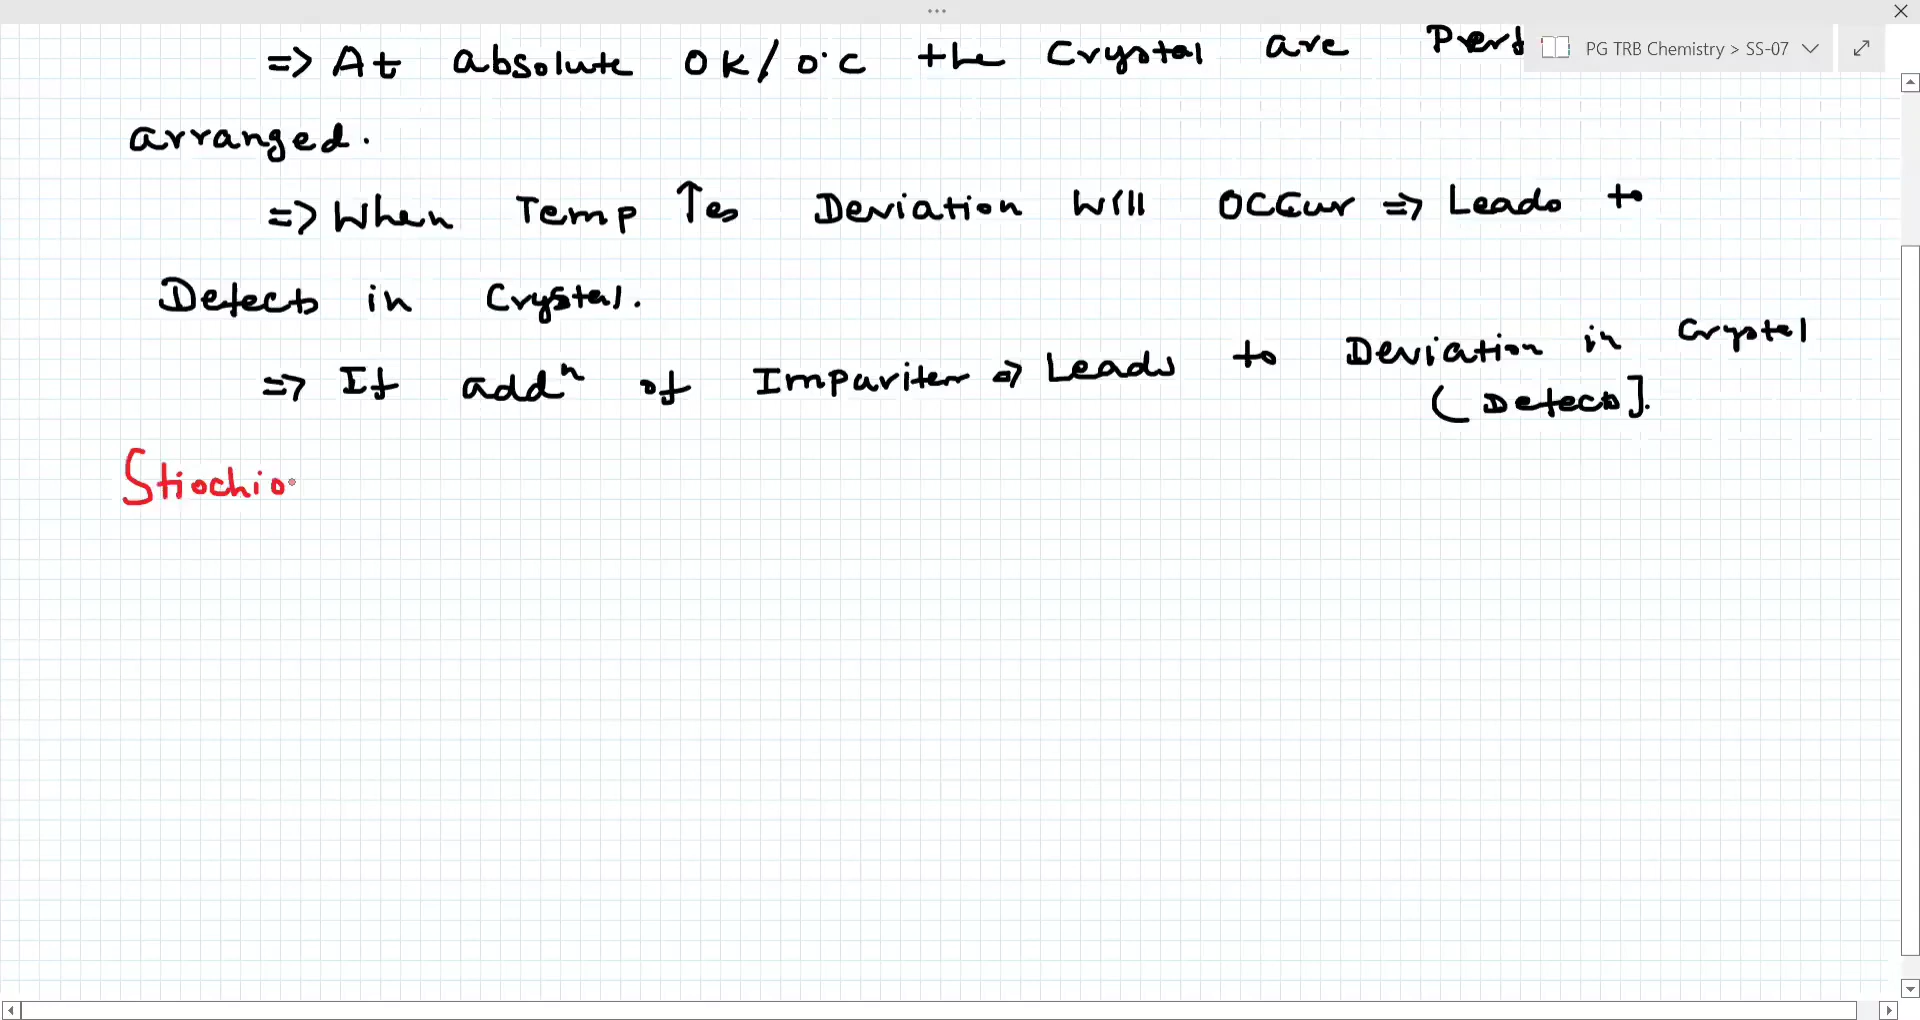 PG TRB Chemistry > SS-07
=> At absolute 0K/0°C the Crystal are Perf
arranged.
=> When Temp ↑es Deviation Will Occur => Leads to
Defects in Crystal.
=> If addⁿ of Impurities => Leads to Deviation in Crystal
(Defects].
Stiochio